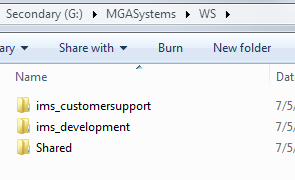 Secondary (G:) ▸ MGASystems ▸ WS ▸
ary ▾ Share with ▾ Burn New folder
Name Dat
ims_customersupport 7/5/
ims_development 7/5/
Shared 7/5/